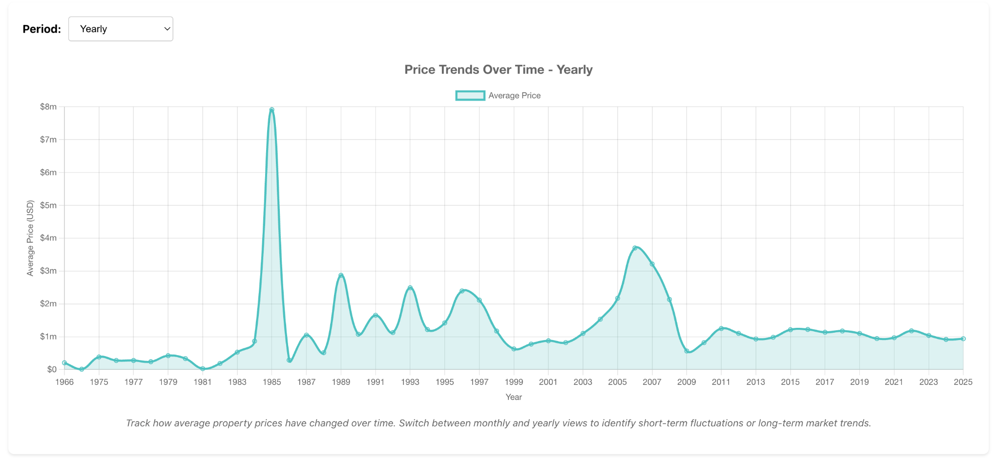 Period: Yearly
Price Trends Over Time - Yearly
Average Price
$8m
$7m
$6m
$5m
$4m
$3m
$2m
$1m
$0
Average Price (USD)
1966 1975 1977 1979 1981 1983 1985 1987 1989 1991 1993 1995 1997 1999 2001 2003 2005 2007 2009 2011 2013 2015 2017 2019 2021 2023 2025
Year
Track how average property prices have changed over time. Switch between monthly and yearly views to identify short-term fluctuations or long-term market trends.